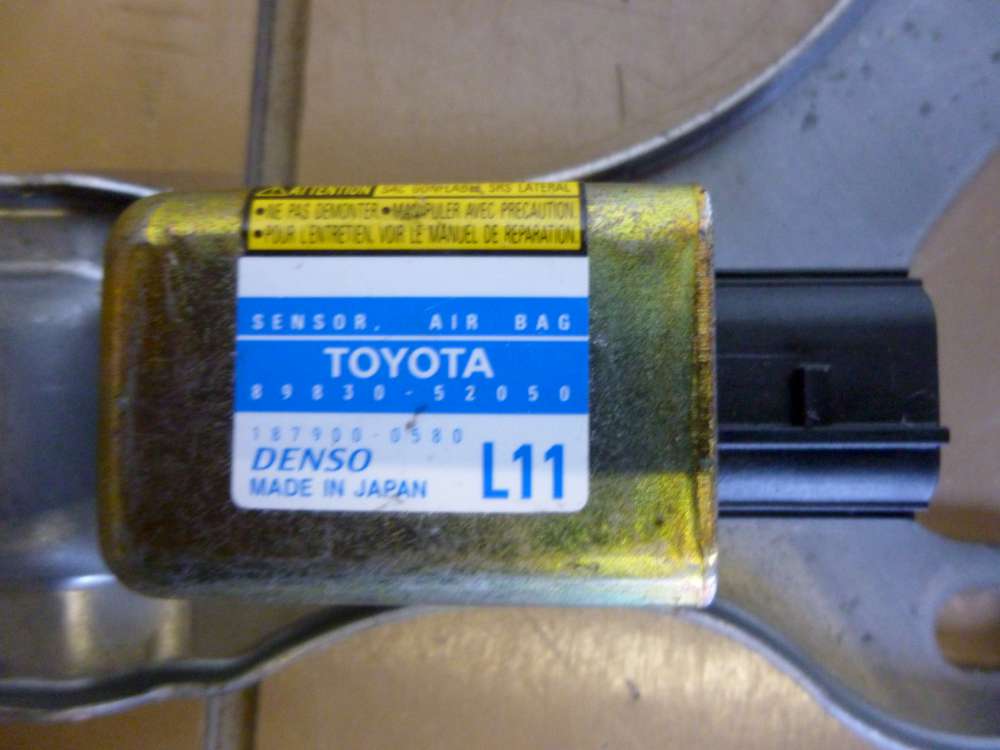 ATTENTION SAC GONFLABLE SRS LATERAL
•NE PAS DEMONTER •MANIPULER AVEC PRECAUTION.
•POUR L'ENTRETIEN, VOIR LE MANUEL DE REPARATION.
SENSOR, AIR BAG
TOYOTA
89830-52050
187900-0580
DENSO L11
MADE IN JAPAN